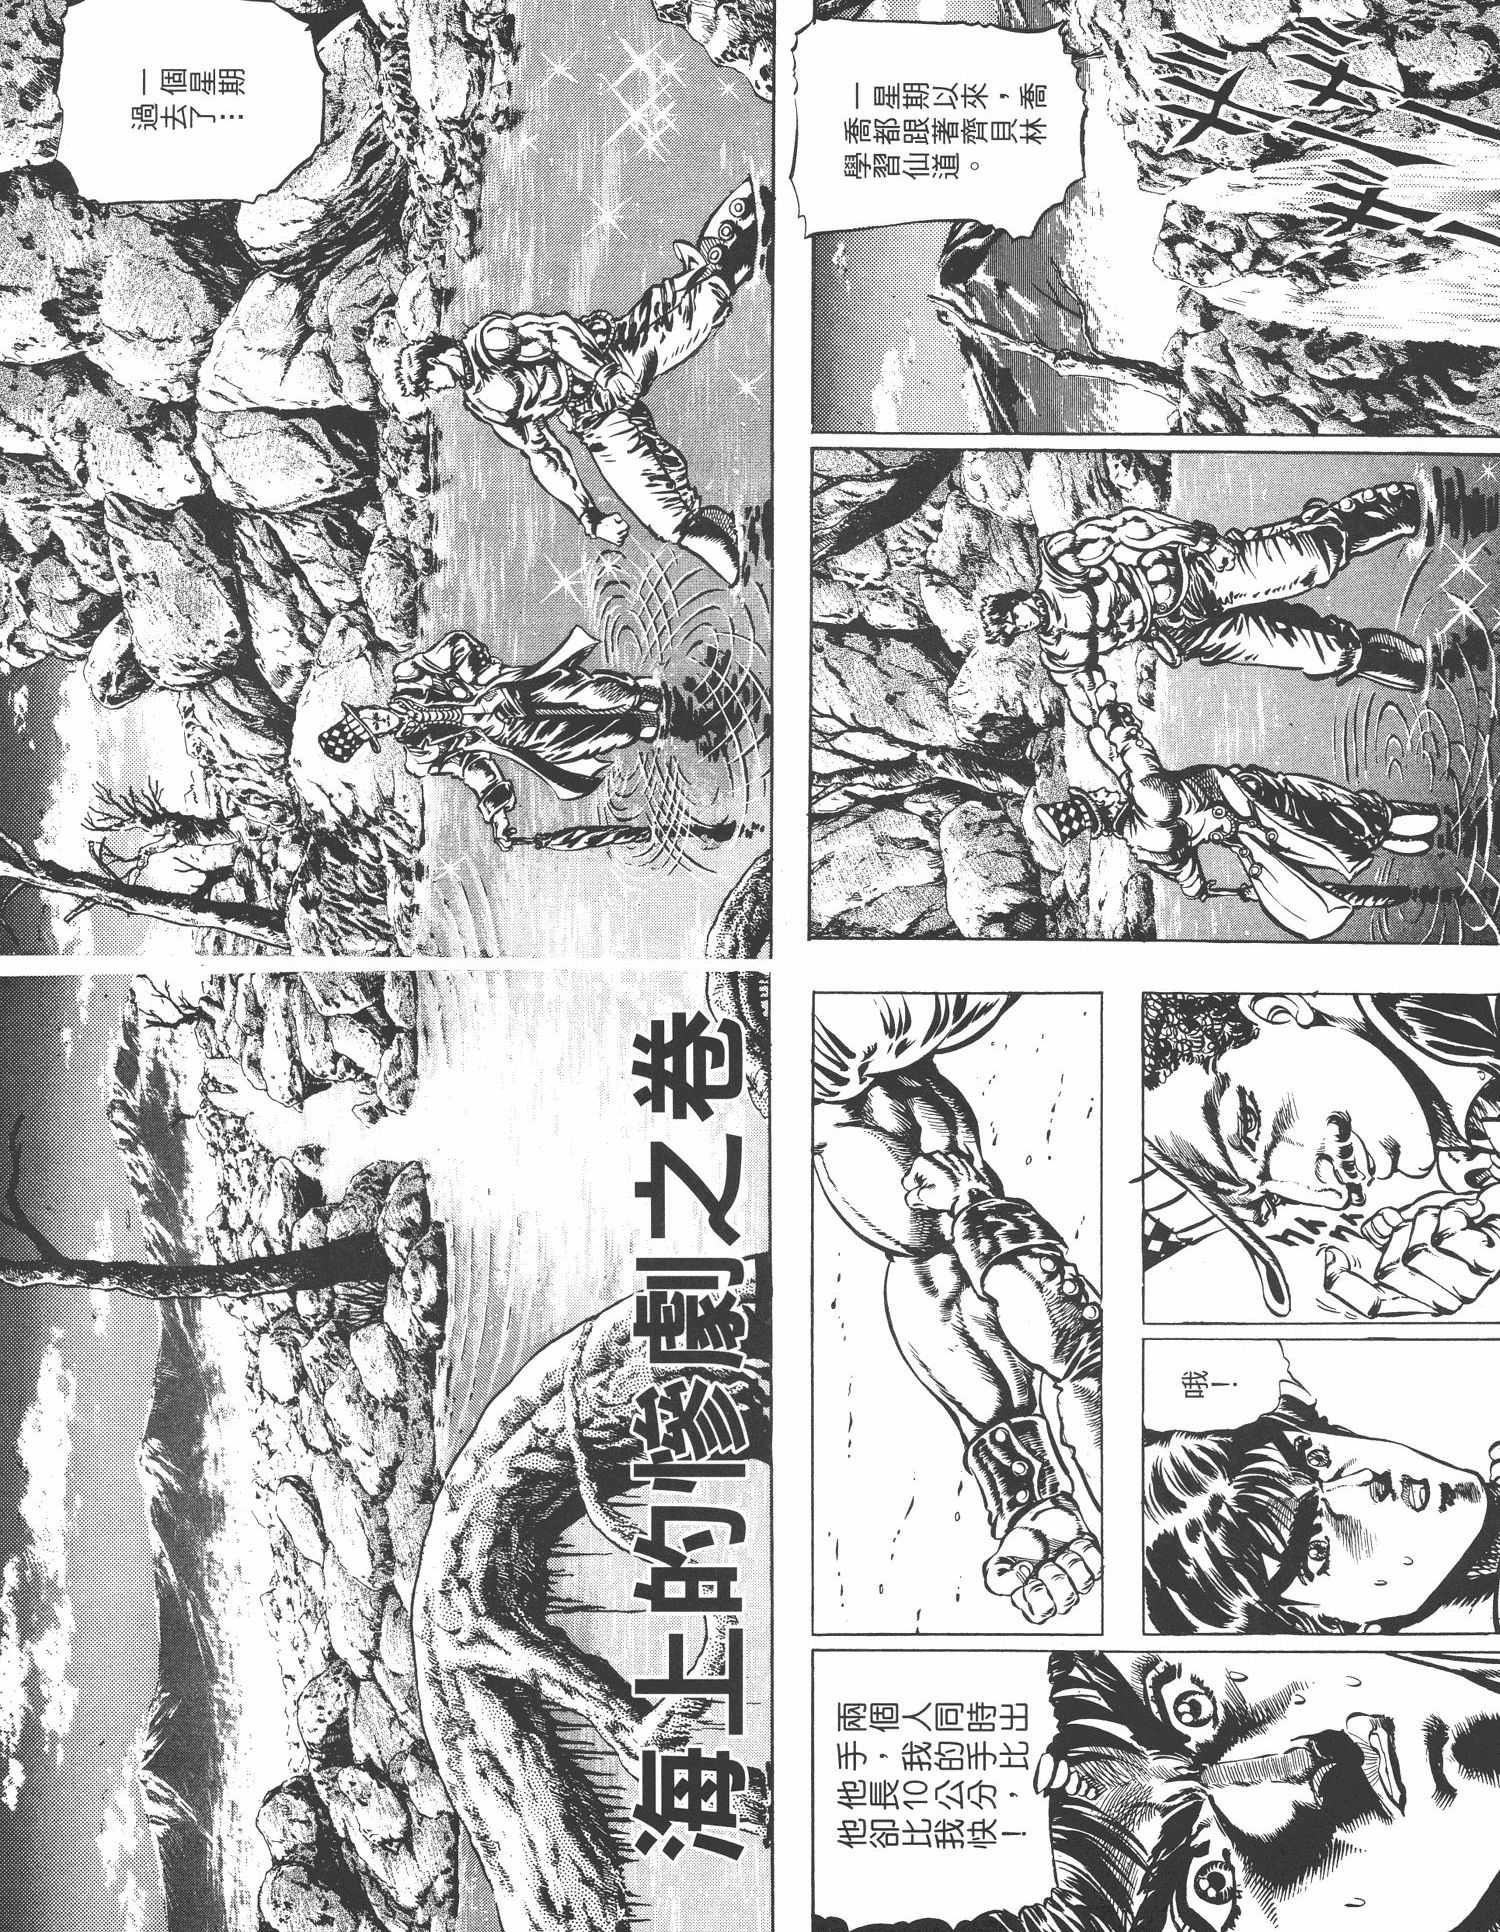 一個星期
過去了…
海上的慘劇之卷
一星期以來，喬
喬都跟著齊貝林
學習仙道。
哦！
兩個人同時出
手，我的手比
他長10公分，
他卻比我快！